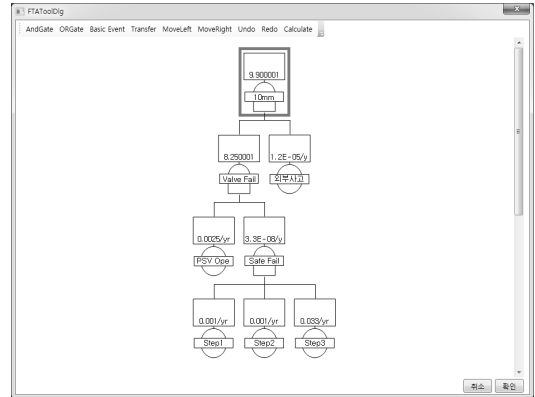 FTAToolDlg
AndGate ORGate Basic Event Transfer MoveLeft MoveRight Undo Redo Calculate
9.900001
10mm
8.250001 1.2E-05/y
Valve Fail 외부사고
0.0025/yr 3.3E-08/y
PSV Ope Safe Fail
0.001/yr 0.001/yr 0.033/yr
Step1 Step2 Step3
취소 확인